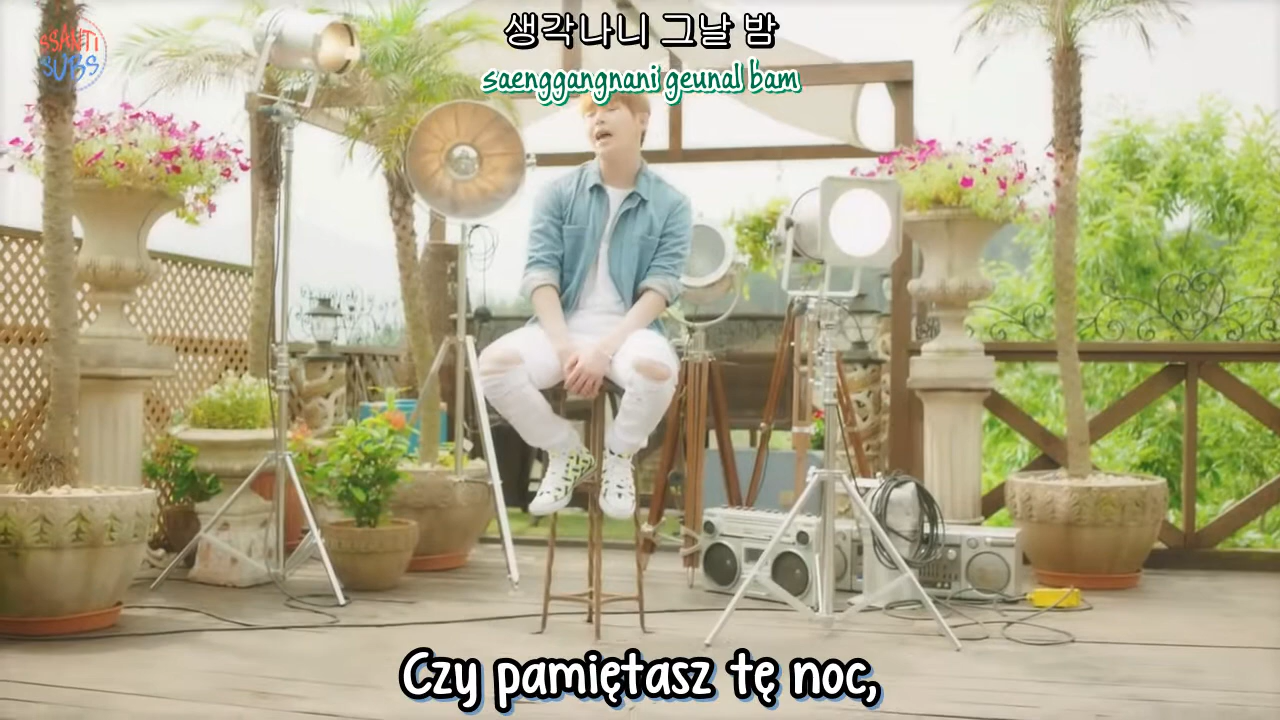 SSANTI
SUBS
생각나니 그날 밤
saenggangnani geunal bam
Czy pamiętasz tę noc,